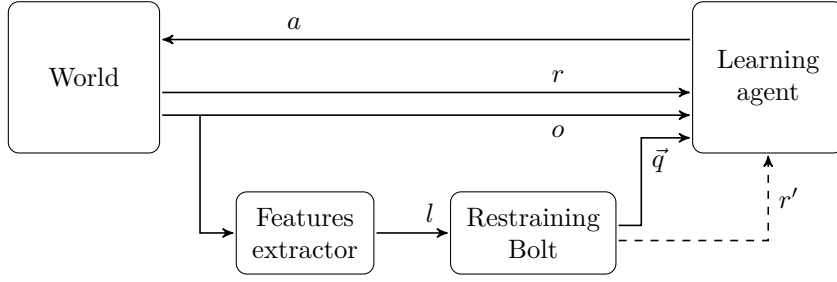 a
World
Learning
agent
r
o
q⃗
Features
extractor
l
Restraining
Bolt
r′